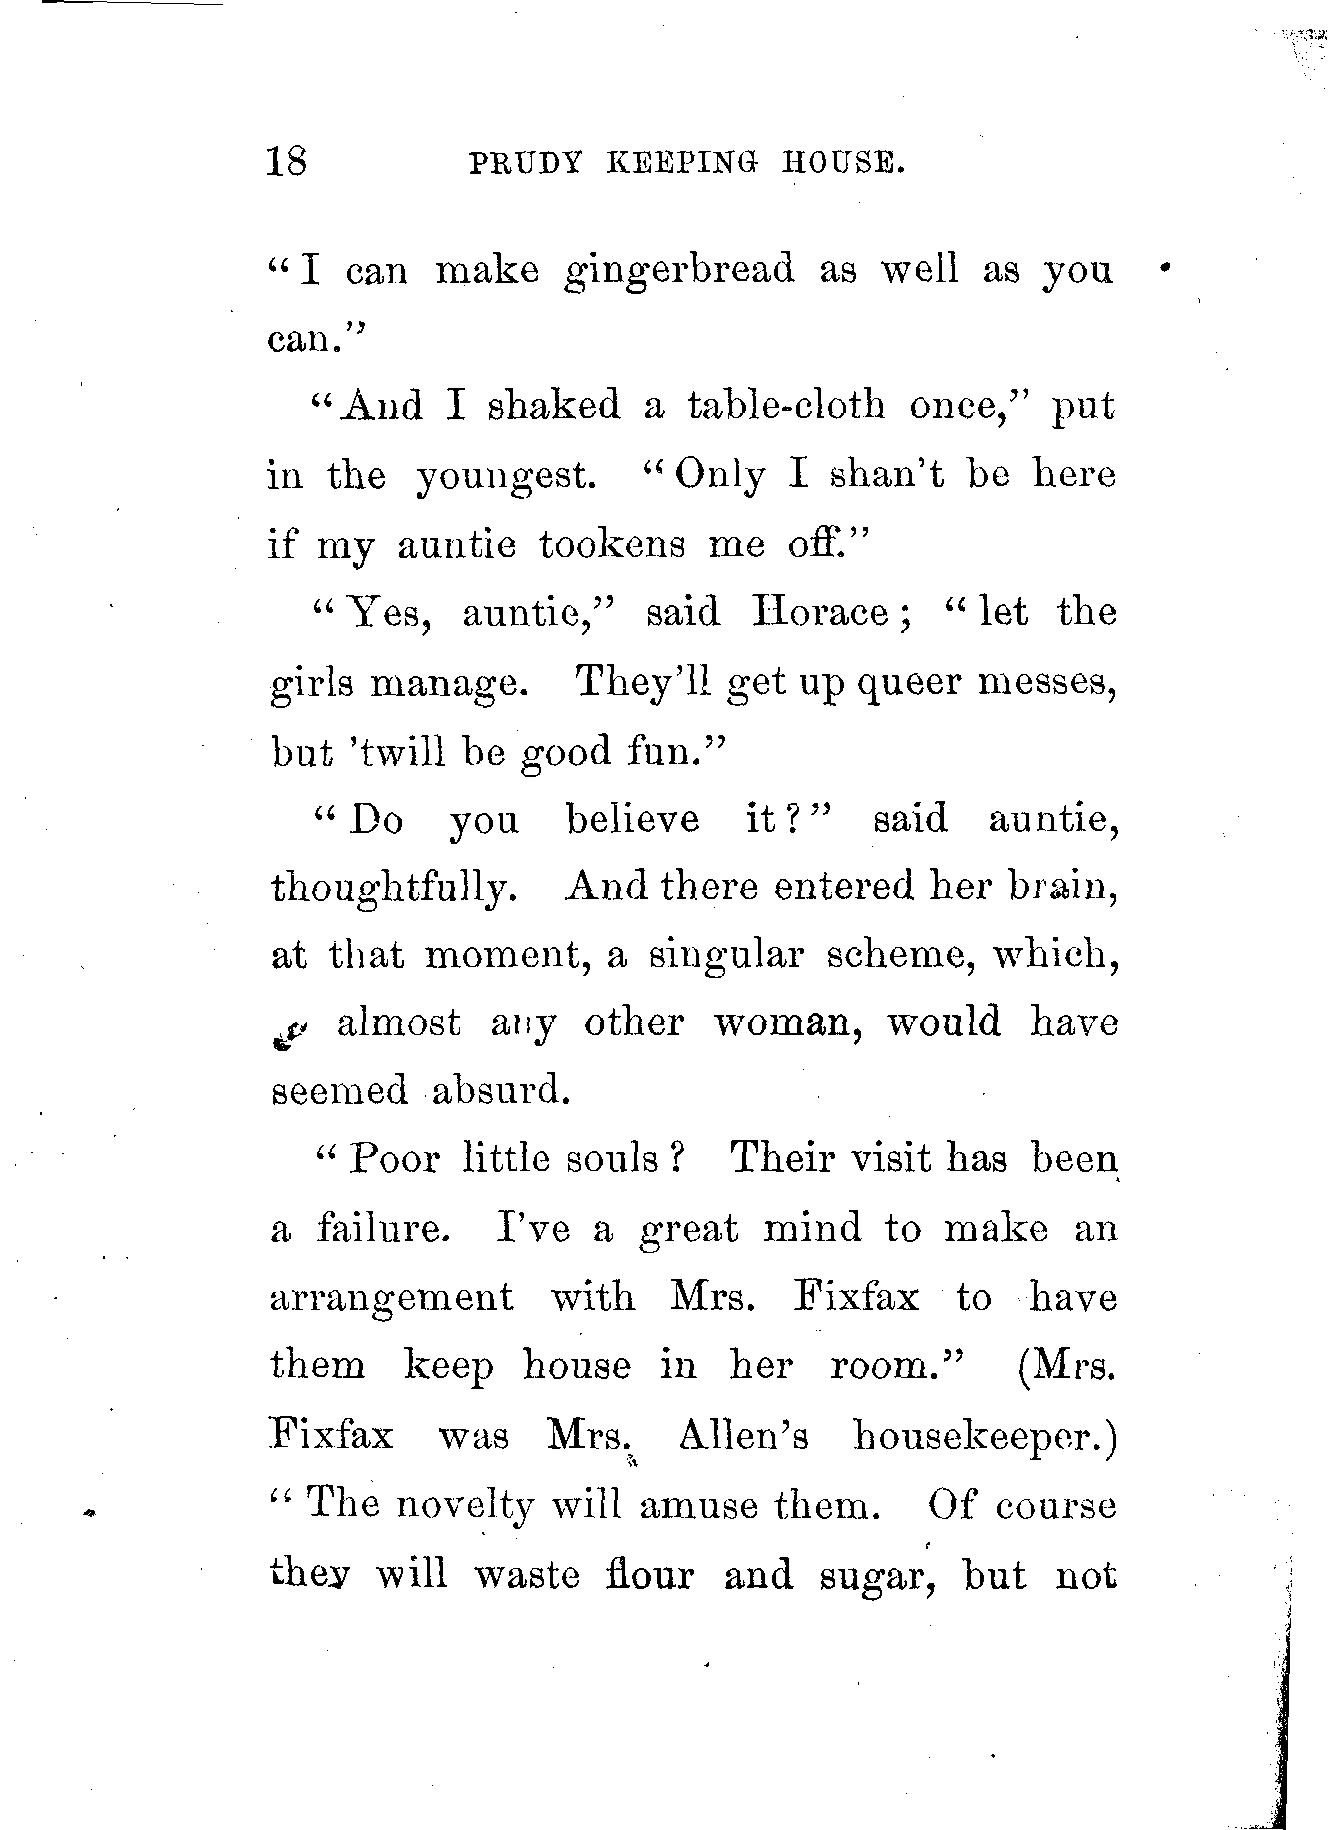 18 PRUDY KEEPING HOUSE.
“I can make gingerbread as well as you
can.”
“And I shaked a table-cloth once,” put
in the youngest. “Only I shan’t be here
if my auntie tookens me off.”
“Yes, auntie,” said Horace; “let the
girls manage. They’ll get up queer messes,
but ’twill be good fun.”
“Do you believe it?” said auntie,
thoughtfully. And there entered her brain,
at that moment, a singular scheme, which,
almost any other woman, would have
seemed absurd.
“Poor little souls? Their visit has been
a failure. I’ve a great mind to make an
arrangement with Mrs. Fixfax to have
them keep house in her room.” (Mrs.
Fixfax was Mrs. Allen’s housekeeper.)
“The novelty will amuse them. Of course
they will waste flour and sugar, but not